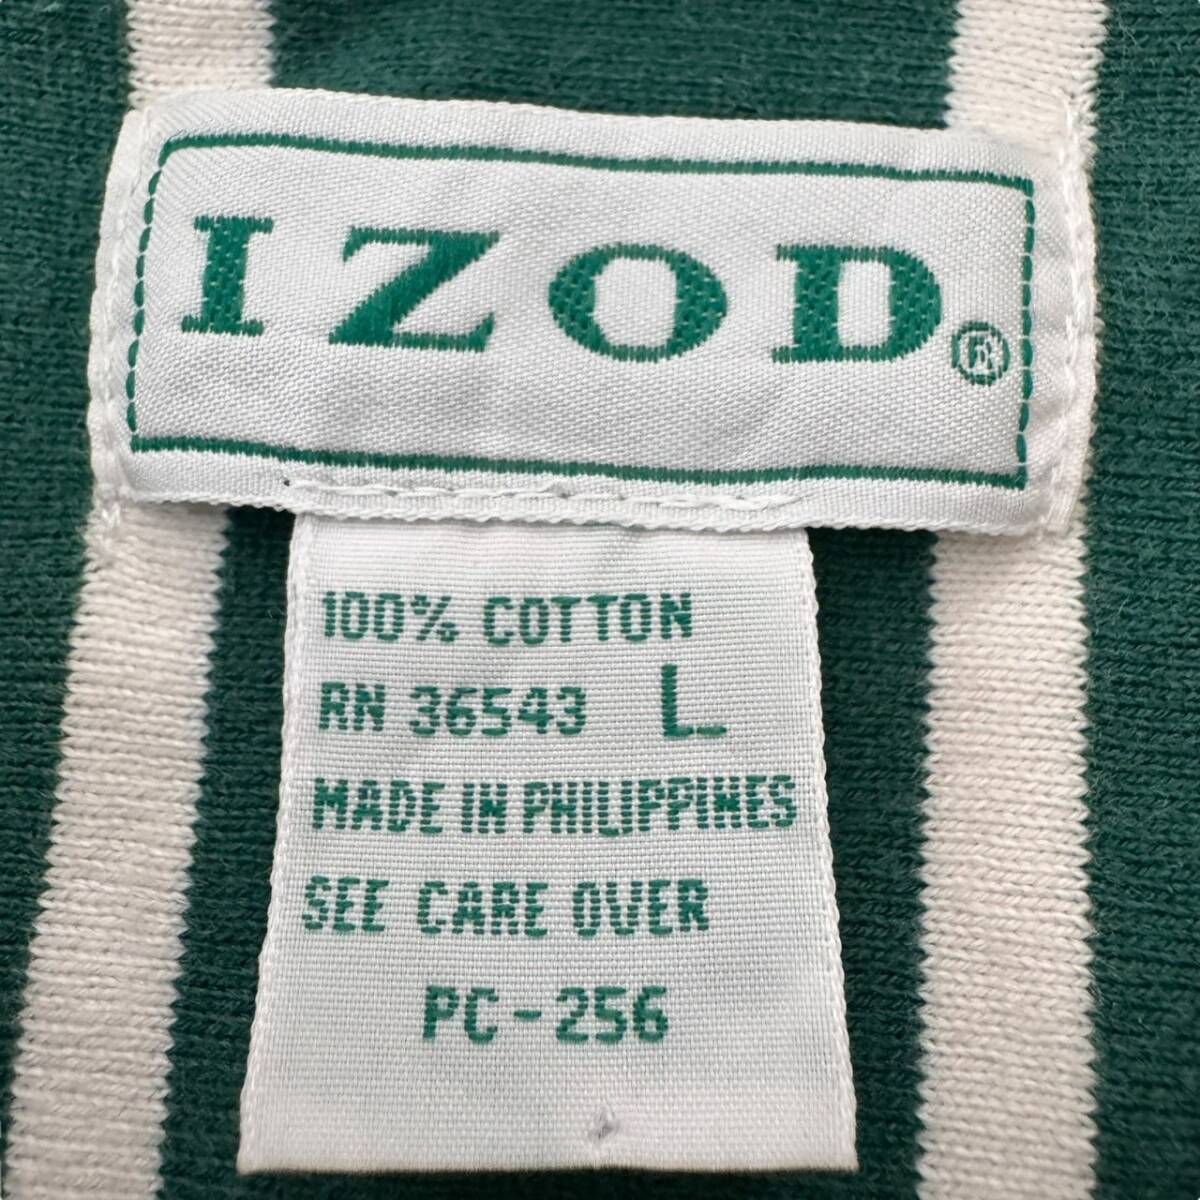 IZOD®
100% COTTON
RN 36543 L
MADE IN PHILIPPINES
SEE CARE OVER
PC-256